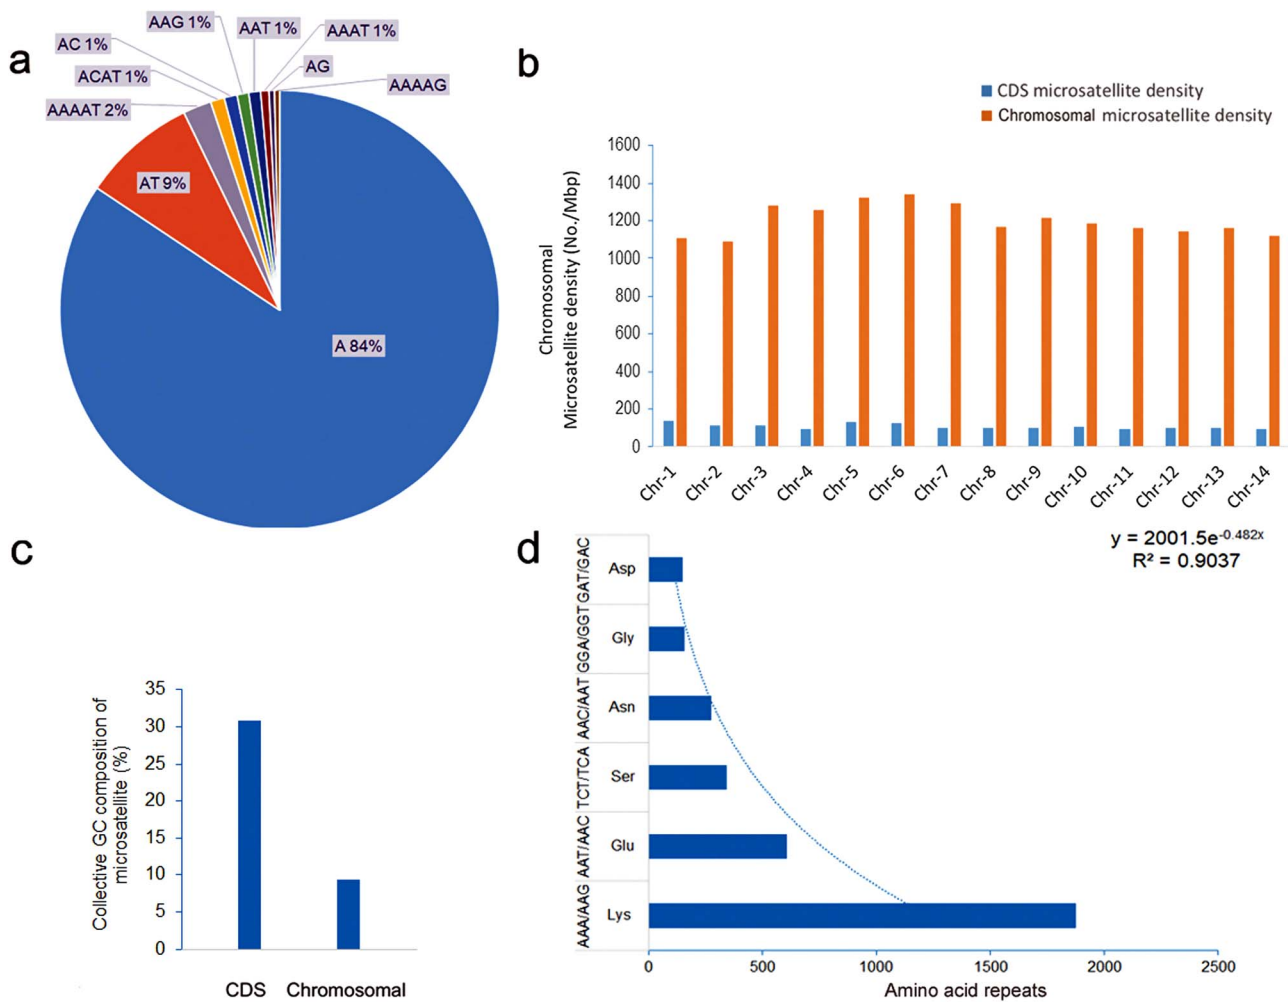 a
AAG 1%
AAT 1%
AAAT 1%
AC 1%
AG
ACAT 1%
AAAAG
AAAAT 2%
AT 9%
A 84%
b
CDS microsatellite density
Chromosomal microsatellite density
Chromosomal
Microsatellite density (No./Mbp)
1600
1400
1200
1000
800
600
400
200
0
Chr-1
Chr-2
Chr-3
Chr-4
Chr-5
Chr-6
Chr-7
Chr-8
Chr-9
Chr-10
Chr-11
Chr-12
Chr-13
Chr-14
c
Collective GC composition of
microsatellite (%)
35
30
25
20
15
10
5
0
CDS
Chromosomal
d
y = 2001.5e^-0.482x
R² = 0.9037
GAT/GAC
Asp
GGA/GGT
Gly
AAC/AAT
Asn
TCT/TCA
Ser
AAT/AAC
Glu
AAA/AAG
Lys
0
500
1000
1500
2000
2500
Amino acid repeats